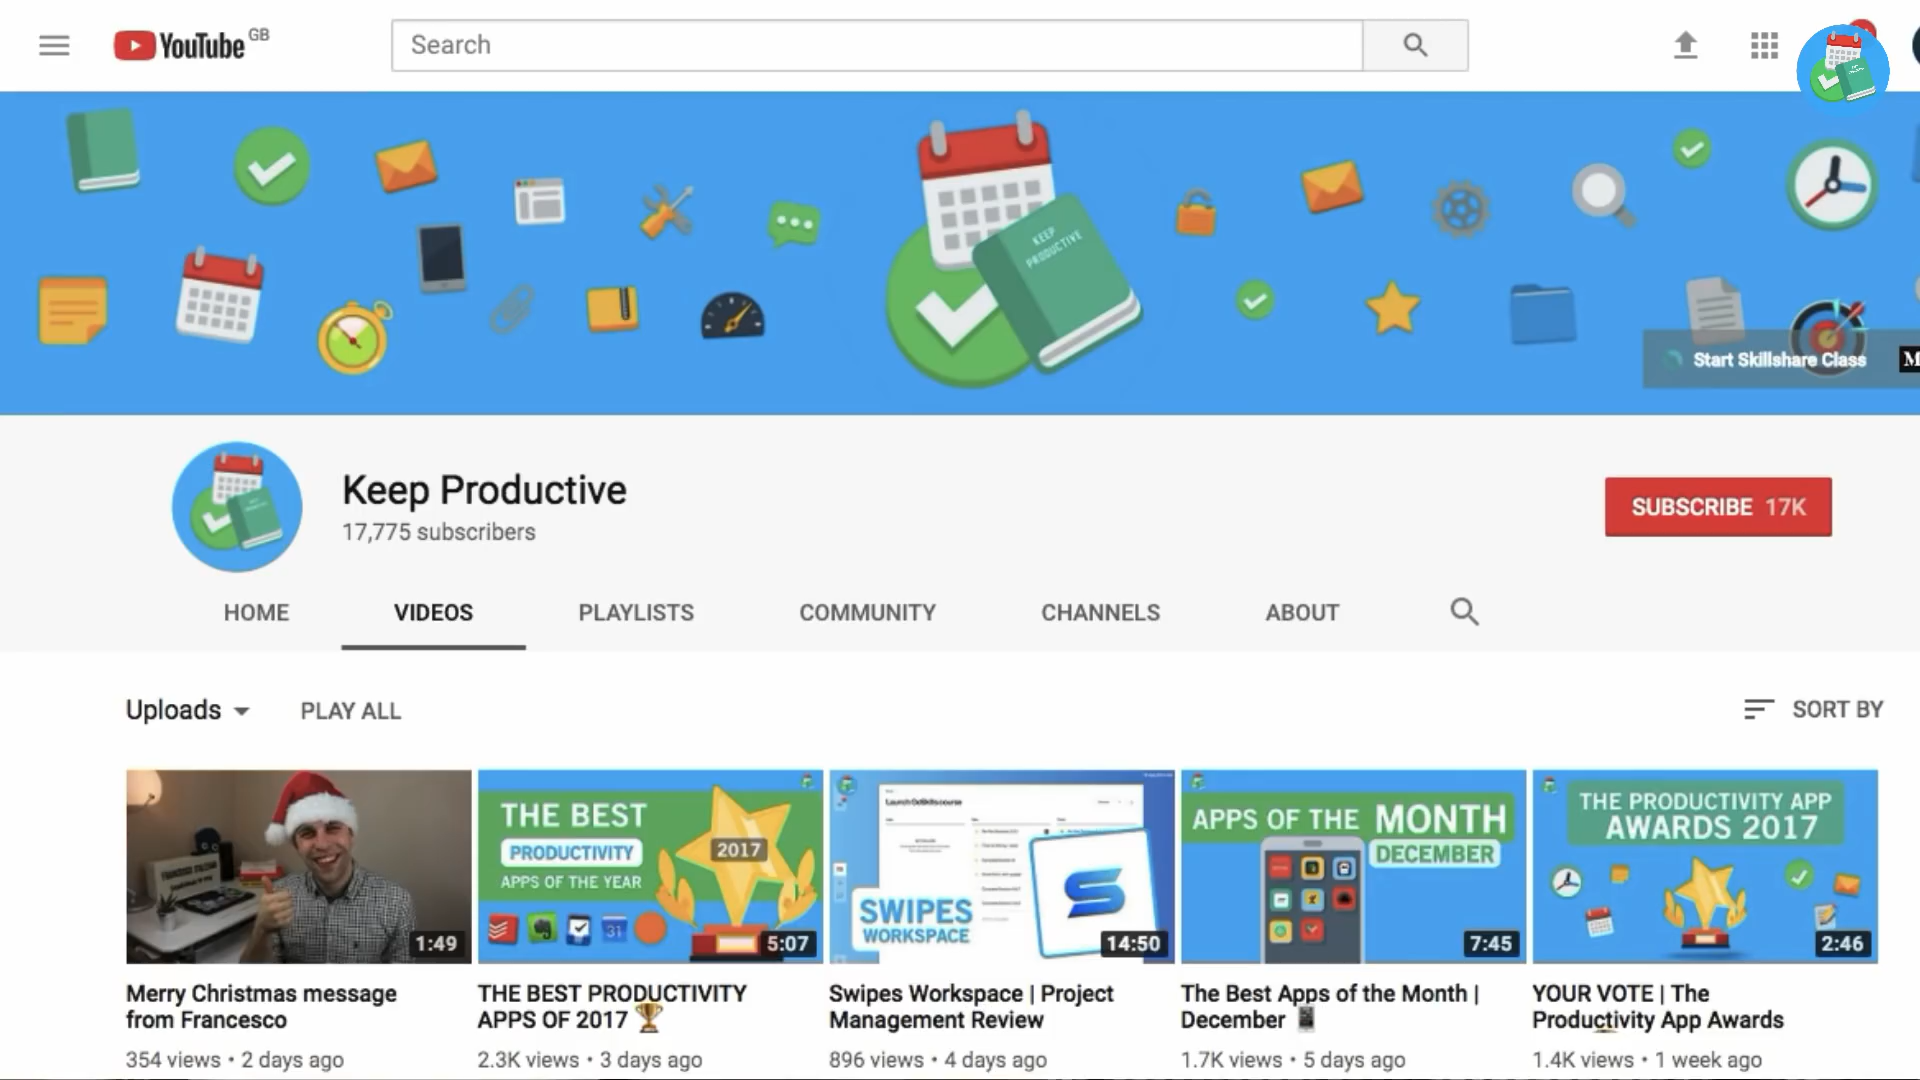 YouTube GB
Search
KEEP
PRODUCTIVE
Start Skillshare Class
M
Keep Productive
17,775 subscribers
SUBSCRIBE 17K
HOME
VIDEOS
PLAYLISTS
COMMUNITY
CHANNELS
ABOUT
Uploads
PLAY ALL
SORT BY
1:49
THE BEST
PRODUCTIVITY
APPS OF THE YEAR
2017
31
5:07
SWIPES
WORKSPACE
14:50
APPS OF THE MONTH
DECEMBER
7:45
THE PRODUCTIVITY APP
AWARDS 2017
2:46
Merry Christmas message
from Francesco
354 views • 2 days ago
THE BEST PRODUCTIVITY
APPS OF 2017 🏆
2.3K views • 3 days ago
Swipes Workspace | Project
Management Review
896 views • 4 days ago
The Best Apps of the Month |
December 📱
1.7K views • 5 days ago
YOUR VOTE | The
Productivity App Awards
1.4K views • 1 week ago